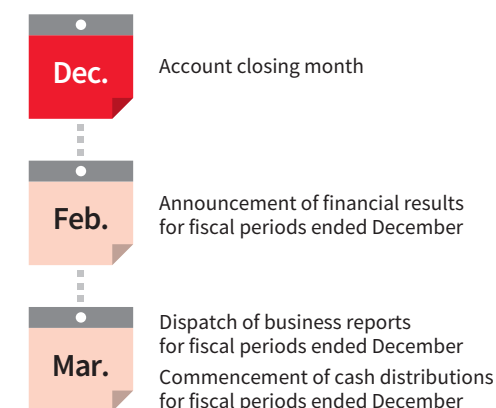 Dec.
Account closing month
Feb.
Announcement of financial results
for fiscal periods ended December
Mar.
Dispatch of business reports
for fiscal periods ended December
Commencement of cash distributions
for fiscal periods ended December